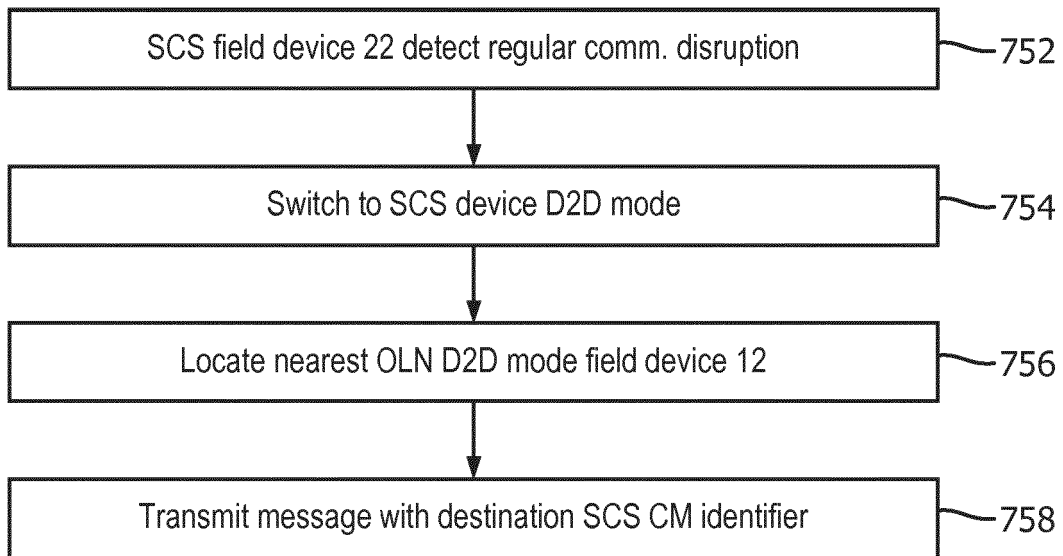 SCS field device 22 detect regular comm. disruption 752
Switch to SCS device D2D mode 754
Locate nearest OLN D2D mode field device 12 756
Transmit message with destination SCS CM identifier 758